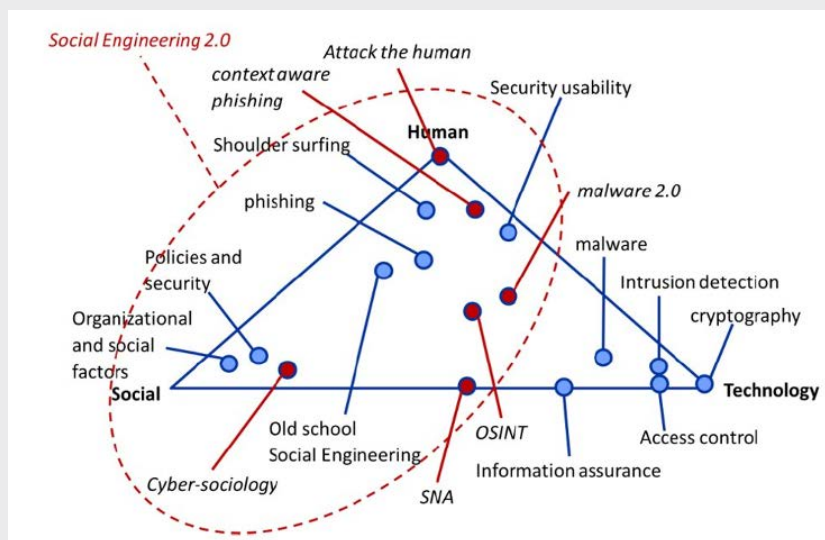 Social Engineering 2.0
Attack the human
context aware
phishing
Security usability
Human
Shoulder surfing
malware 2.0
phishing
malware
Policies and
security
Intrusion detection
cryptography
Organizational
and social
factors
Social
Technology
Old school
Social Engineering
OSINT
Access control
Information assurance
Cyber-sociology
SNA